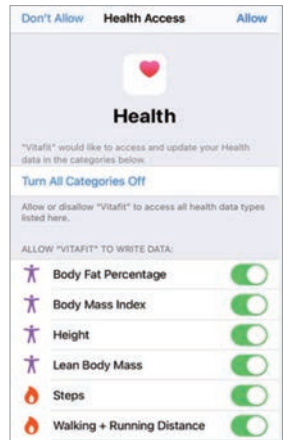 Don't Allow Health Access Allow
Health
"Vitafit" would like to access and update your Health
data in the categories below.
Turn All Categories Off
Allow or disallow "Vitafit" to access all health data types
listed here.
ALLOW "VITAFIT" TO WRITE DATA:
Body Fat Percentage
Body Mass Index
Height
Lean Body Mass
Steps
Walking + Running Distance